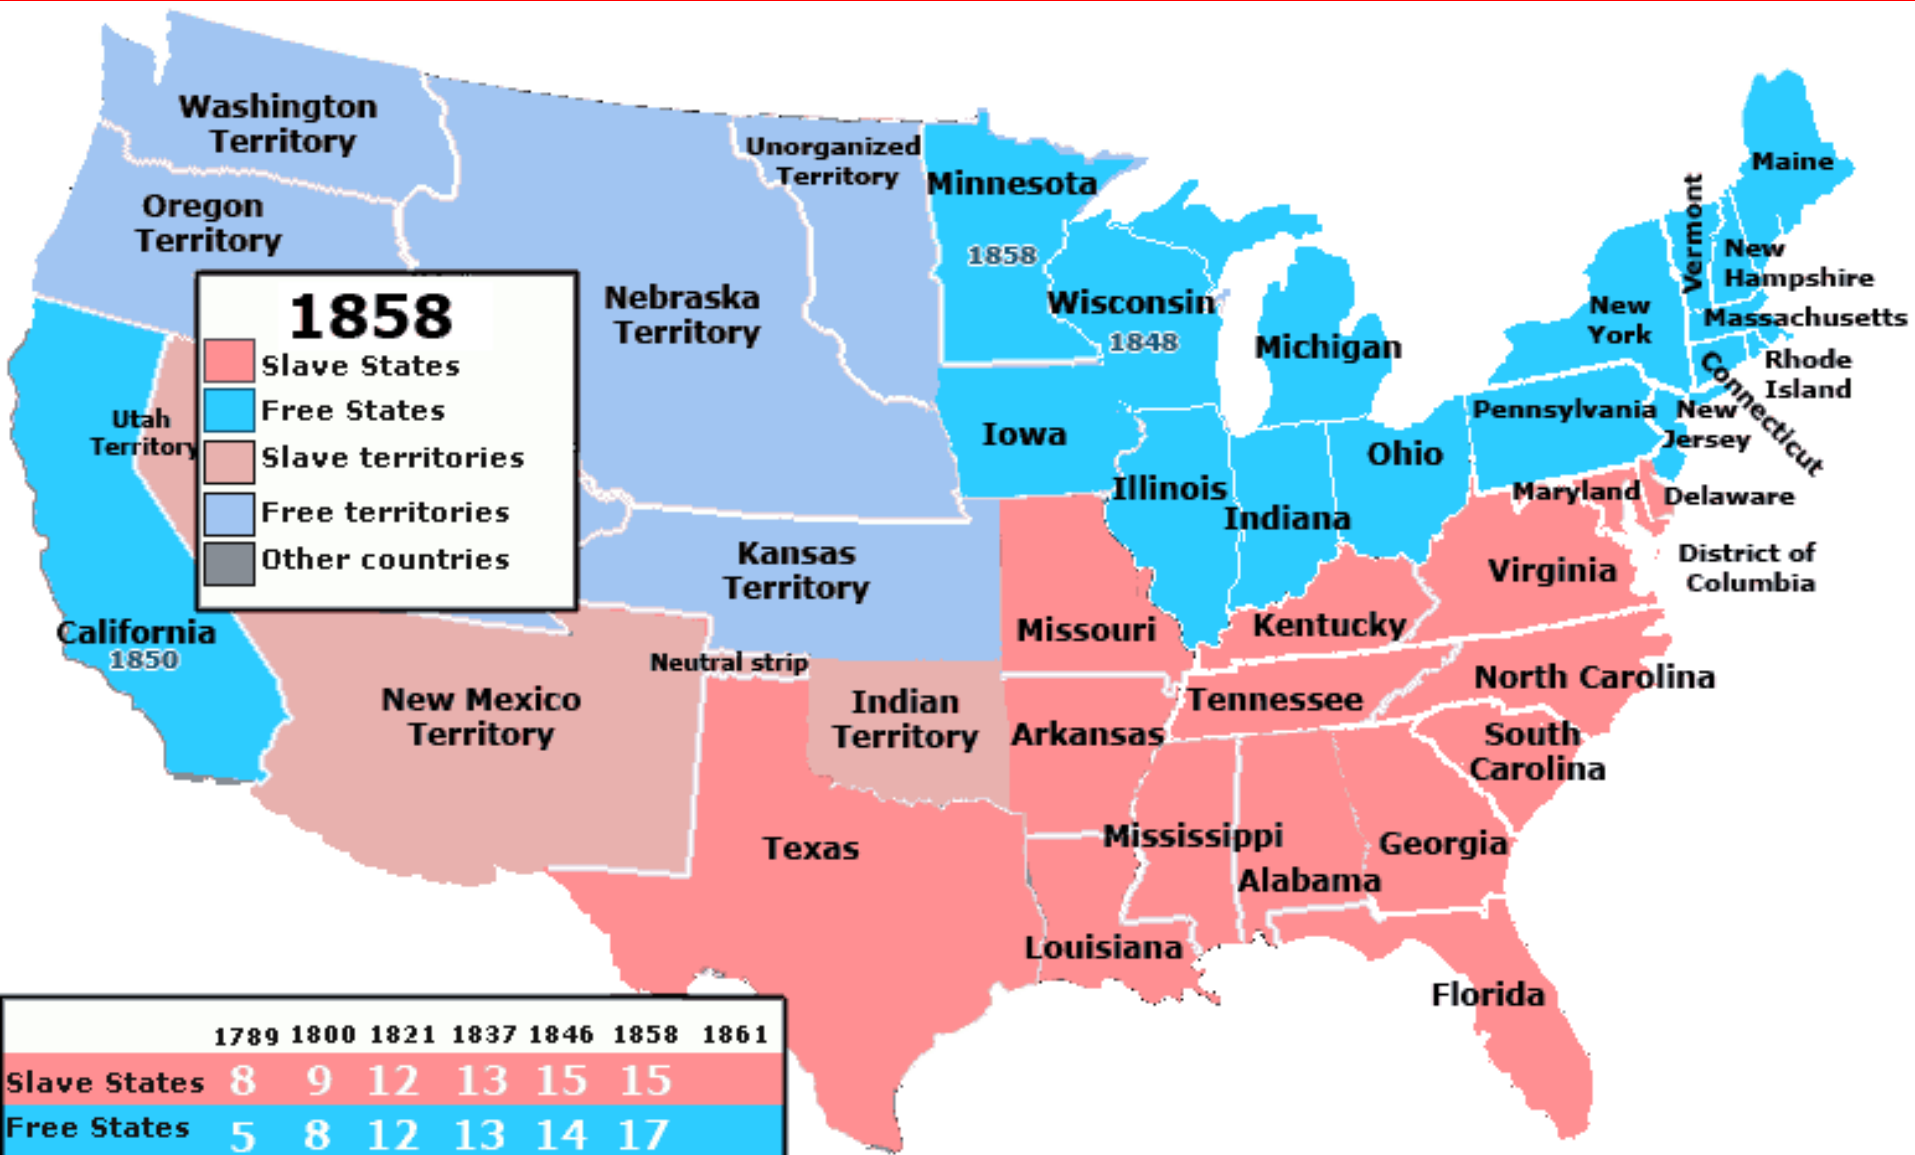 Washington
Territory
Oregon
Territory
Unorganized
Territory
Minnesota
1858
Nebraska
Territory
Wisconsin
1848
Michigan
Maine
Vermont
New
Hampshire
New
York
Massachusetts
Rhode
Island
Connecticut
Pennsylvania
New
Jersey
Iowa
Illinois
Indiana
Ohio
Maryland
Delaware
District of
Columbia
Virginia
Utah
Territory
1858
Slave States
Free States
Slave territories
Free territories
Other countries
Kansas
Territory
Missouri
Kentucky
California
1850
Neutral strip
New Mexico
Territory
Indian
Territory
Arkansas
Tennessee
North Carolina
South
Carolina
Texas
Mississippi
Alabama
Georgia
Louisiana
Florida
1789 1800 1821 1837 1846 1858 1861
Slave States 8 9 12 13 15 15
Free States 5 8 12 13 14 17